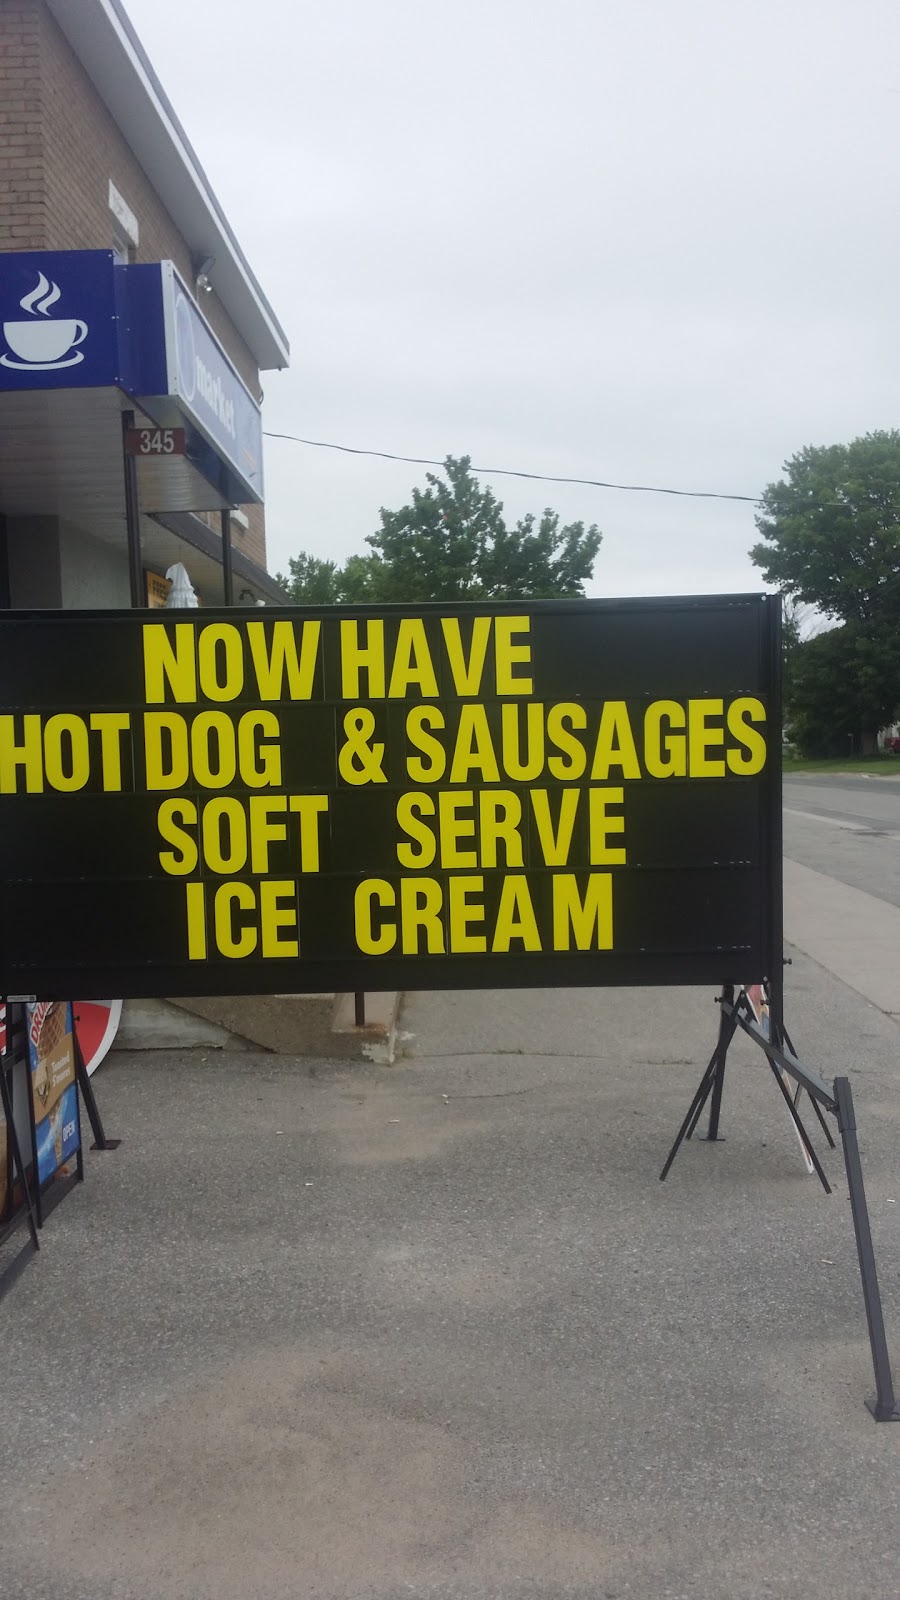 market
345
NOW HAVE
HOT DOG & SAUSAGES
SOFT SERVE
ICE CREAM
OPEN